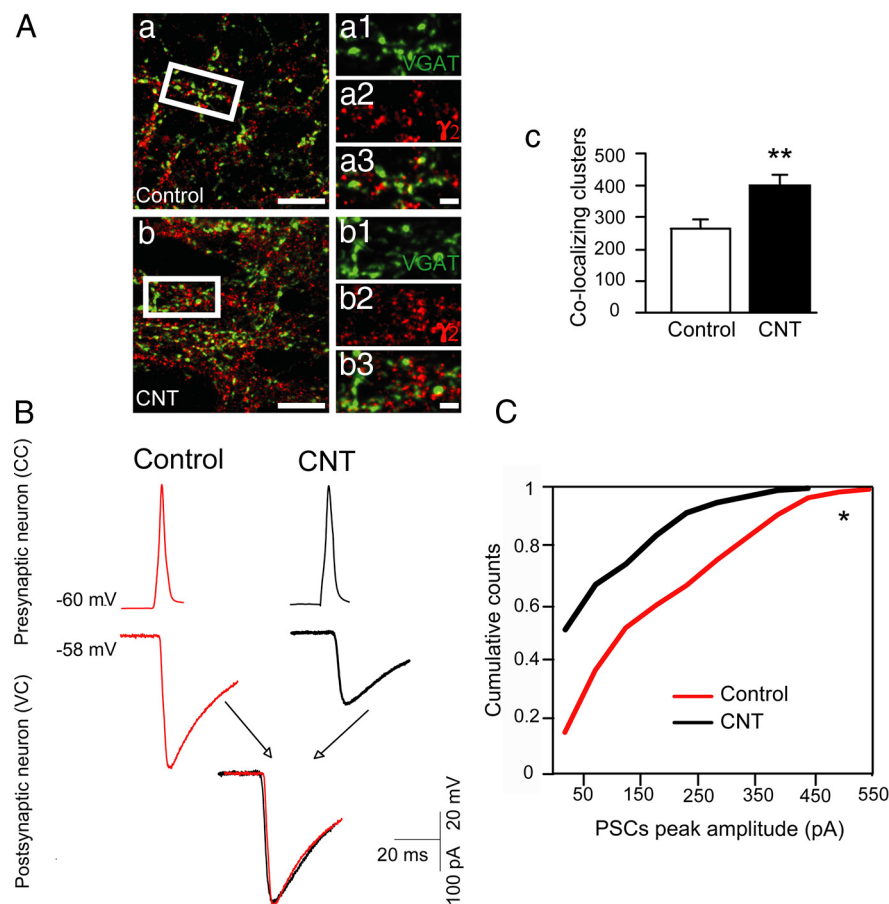 A
a
Control
a1
VGAT
a2
γ2
a3
b
CNT
b1
VGAT
b2
γ2
b3
c
**
Co-localizing clusters
500
400
300
200
100
0
Control
CNT
B
Control
CNT
Presynaptic neuron (CC)
-60 mV
-58 mV
Postsynaptic neuron (VC)
20 ms
20 mV
100 pA
C
Cumulative counts
1
0.8
0.6
0.4
0.2
0
*
Control
CNT
50
150
250
350
450
550
PSCs peak amplitude (pA)